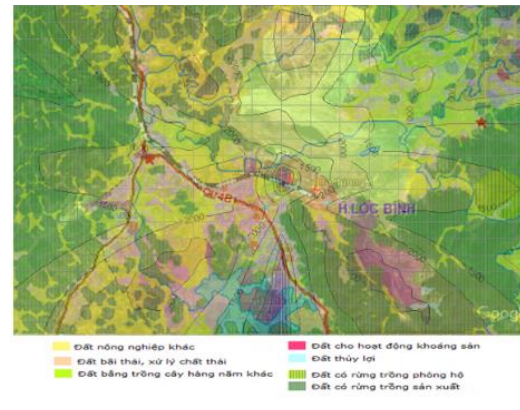 QL4B
H LỘC BÌNH
Đất nông nghiệp khác
Đất bãi thải, xử lý chất thải
Đất bằng trồng cây hàng năm khác
Đất cho hoạt động khoáng sản
Đất thủy lợi
Đất có rừng trồng phòng hộ
Đất có rừng trồng sản xuất